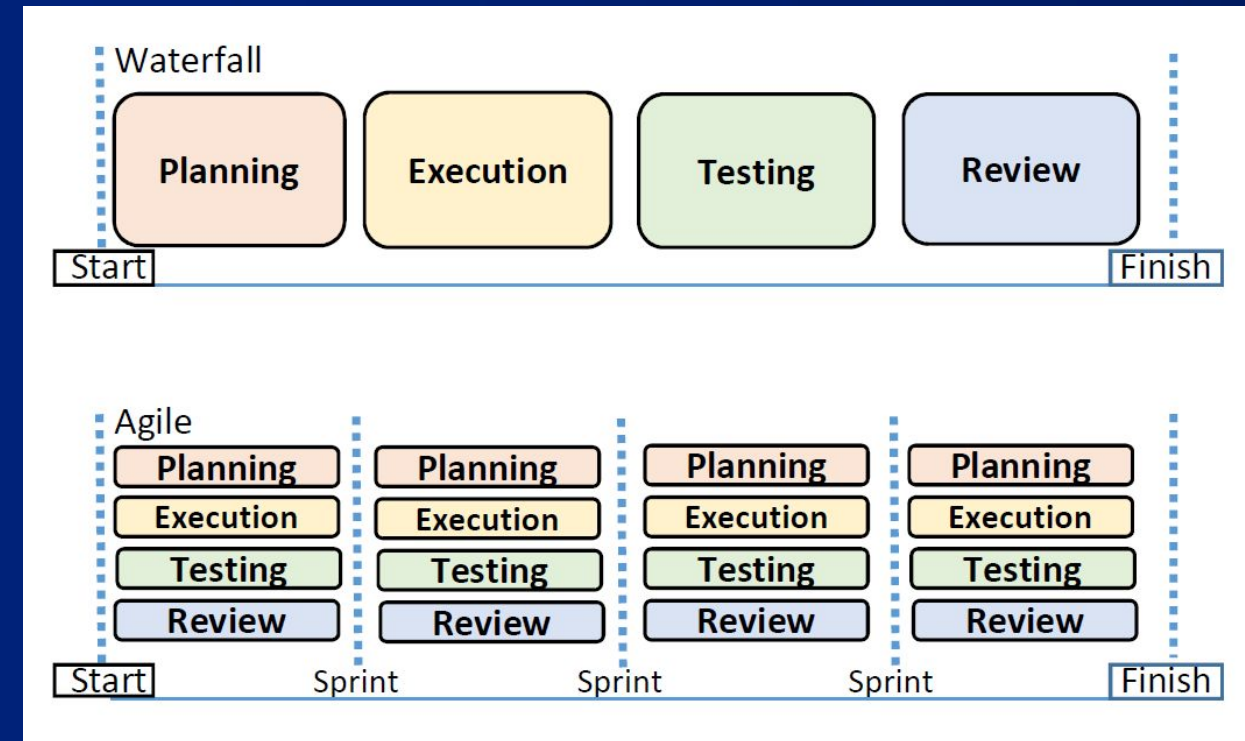 Waterfall
Planning Execution Testing Review
Start Finish
Agile
Planning Planning Planning Planning
Execution Execution Execution Execution
Testing Testing Testing Testing
Review Review Review Review
Start Sprint Sprint Sprint Finish